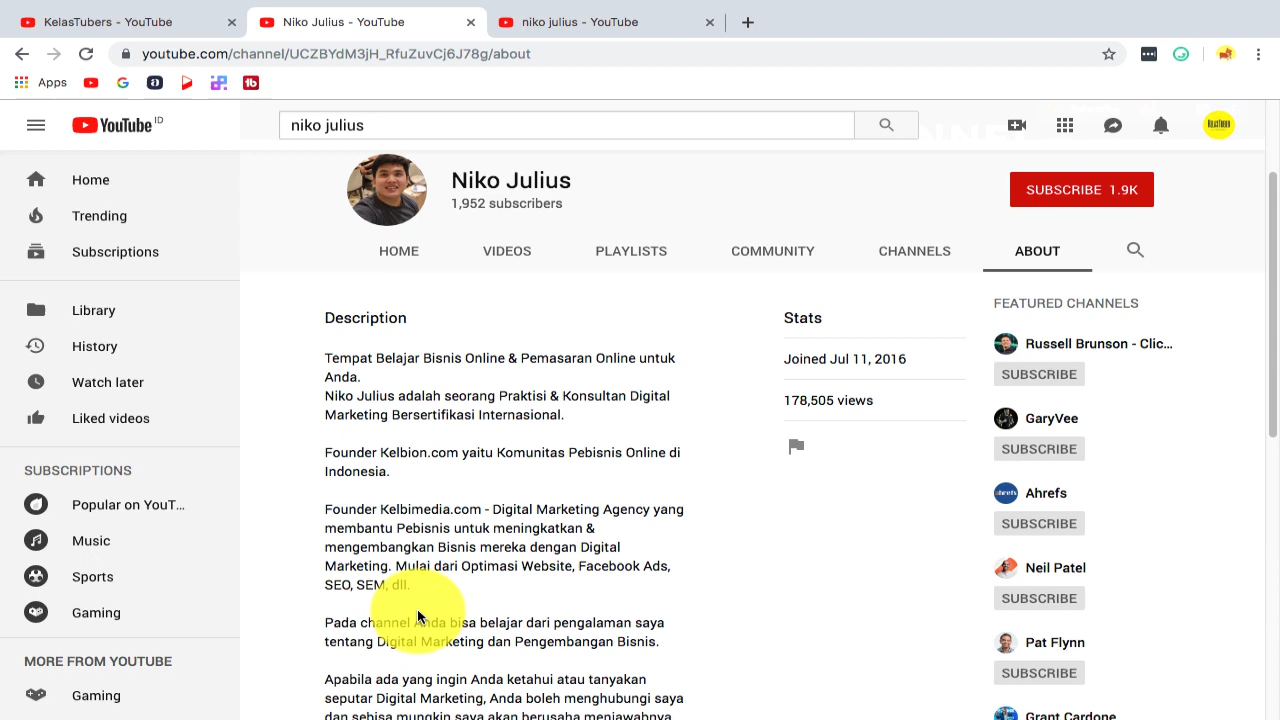 KelasTubers - YouTube
Niko Julius - YouTube
niko julius - YouTube
youtube.com/channel/UCZBYdM3jH_RfuZuvCj6J78g/about
Apps
YouTube ID
niko julius
Home
Trending
Subscriptions
Library
History
Watch later
Liked videos
SUBSCRIPTIONS
Popular on YouT...
Music
Sports
Gaming
MORE FROM YOUTUBE
Gaming
Niko Julius
1,952 subscribers
SUBSCRIBE 1.9K
HOME
VIDEOS
PLAYLISTS
COMMUNITY
CHANNELS
ABOUT
Description
Tempat Belajar Bisnis Online & Pemasaran Online untuk
Anda.
Niko Julius adalah seorang Praktisi & Konsultan Digital
Marketing Bersertifikasi Internasional.
Founder Kelbion.com yaitu Komunitas Pebisnis Online di
Indonesia.
Founder Kelbimedia.com - Digital Marketing Agency yang
membantu Pebisnis untuk meningkatkan &
mengembangkan Bisnis mereka dengan Digital
Marketing. Mulai dari Optimasi Website, Facebook Ads,
SEO, SEM, dll.
Pada channel Anda bisa belajar dari pengalaman saya
tentang Digital Marketing dan Pengembangan Bisnis.
Apabila ada yang ingin Anda ketahui atau tanyakan
seputar Digital Marketing, Anda boleh menghubungi saya
dan sebisa mungkin saya akan berusaha menjawabnya
Stats
Joined Jul 11, 2016
178,505 views
FEATURED CHANNELS
Russell Brunson - Clic...
SUBSCRIBE
GaryVee
SUBSCRIBE
Ahrefs
SUBSCRIBE
Neil Patel
SUBSCRIBE
Pat Flynn
SUBSCRIBE
Grant Cardone